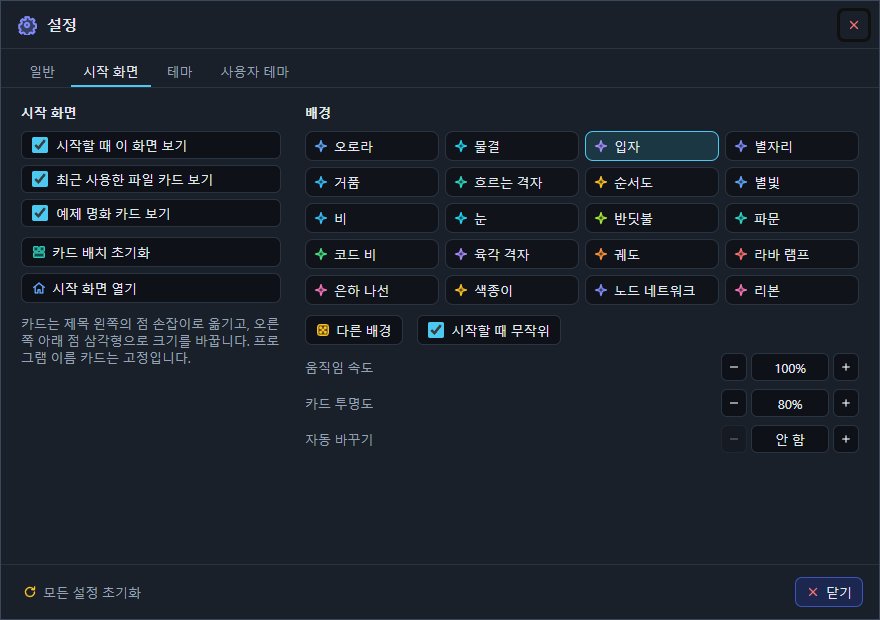 설정
일반 시작 화면 테마 사용자 테마
시작 화면
시작할 때 이 화면 보기
최근 사용한 파일 카드 보기
예제 명화 카드 보기
카드 배치 초기화
시작 화면 열기
카드는 제목 왼쪽의 점 손잡이로 옮기고, 오른
쪽 아래 점 삼각형으로 크기를 바꿉니다. 프로
그램 이름 카드는 고정입니다.
배경
오로라 물결 입자 별자리
거품 흐르는 격자 순서도 별빛
비 눈 반딧불 파문
코드 비 육각 격자 궤도 라바 램프
은하 나선 색종이 노드 네트워크 리본
다른 배경 시작할 때 무작위
움직임 속도 − 100% +
카드 투명도 − 80% +
자동 바꾸기 − 안 함 +
모든 설정 초기화 닫기